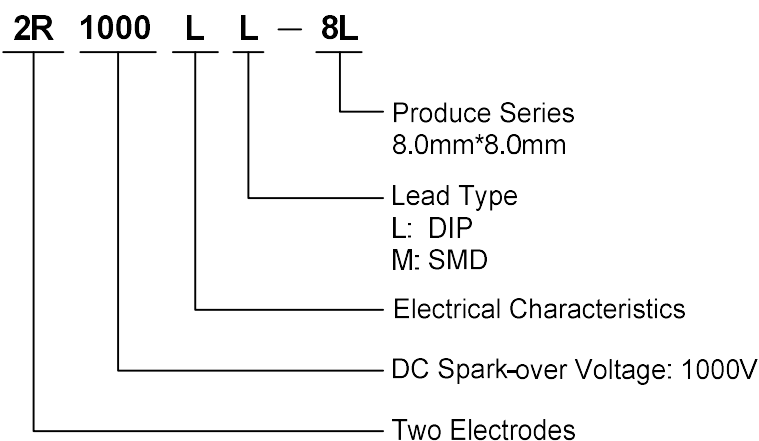 2R 1000 L L – 8L
Produce Series
8.0mm*8.0mm
Lead Type
L: DIP
M: SMD
Electrical Characteristics
DC Spark-over Voltage: 1000V
Two Electrodes